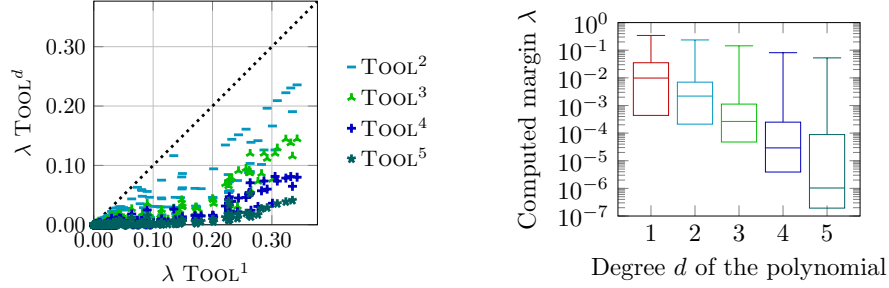 0.30
0.20
0.10
0.00
0.00 0.10 0.20 0.30
λ TOOL^d
λ TOOL^1
TOOL^2
TOOL^3
TOOL^4
TOOL^5
10^0
10^−1
10^−2
10^−3
10^−4
10^−5
10^−6
10^−7
1 2 3 4 5
Computed margin λ
Degree d of the polynomial